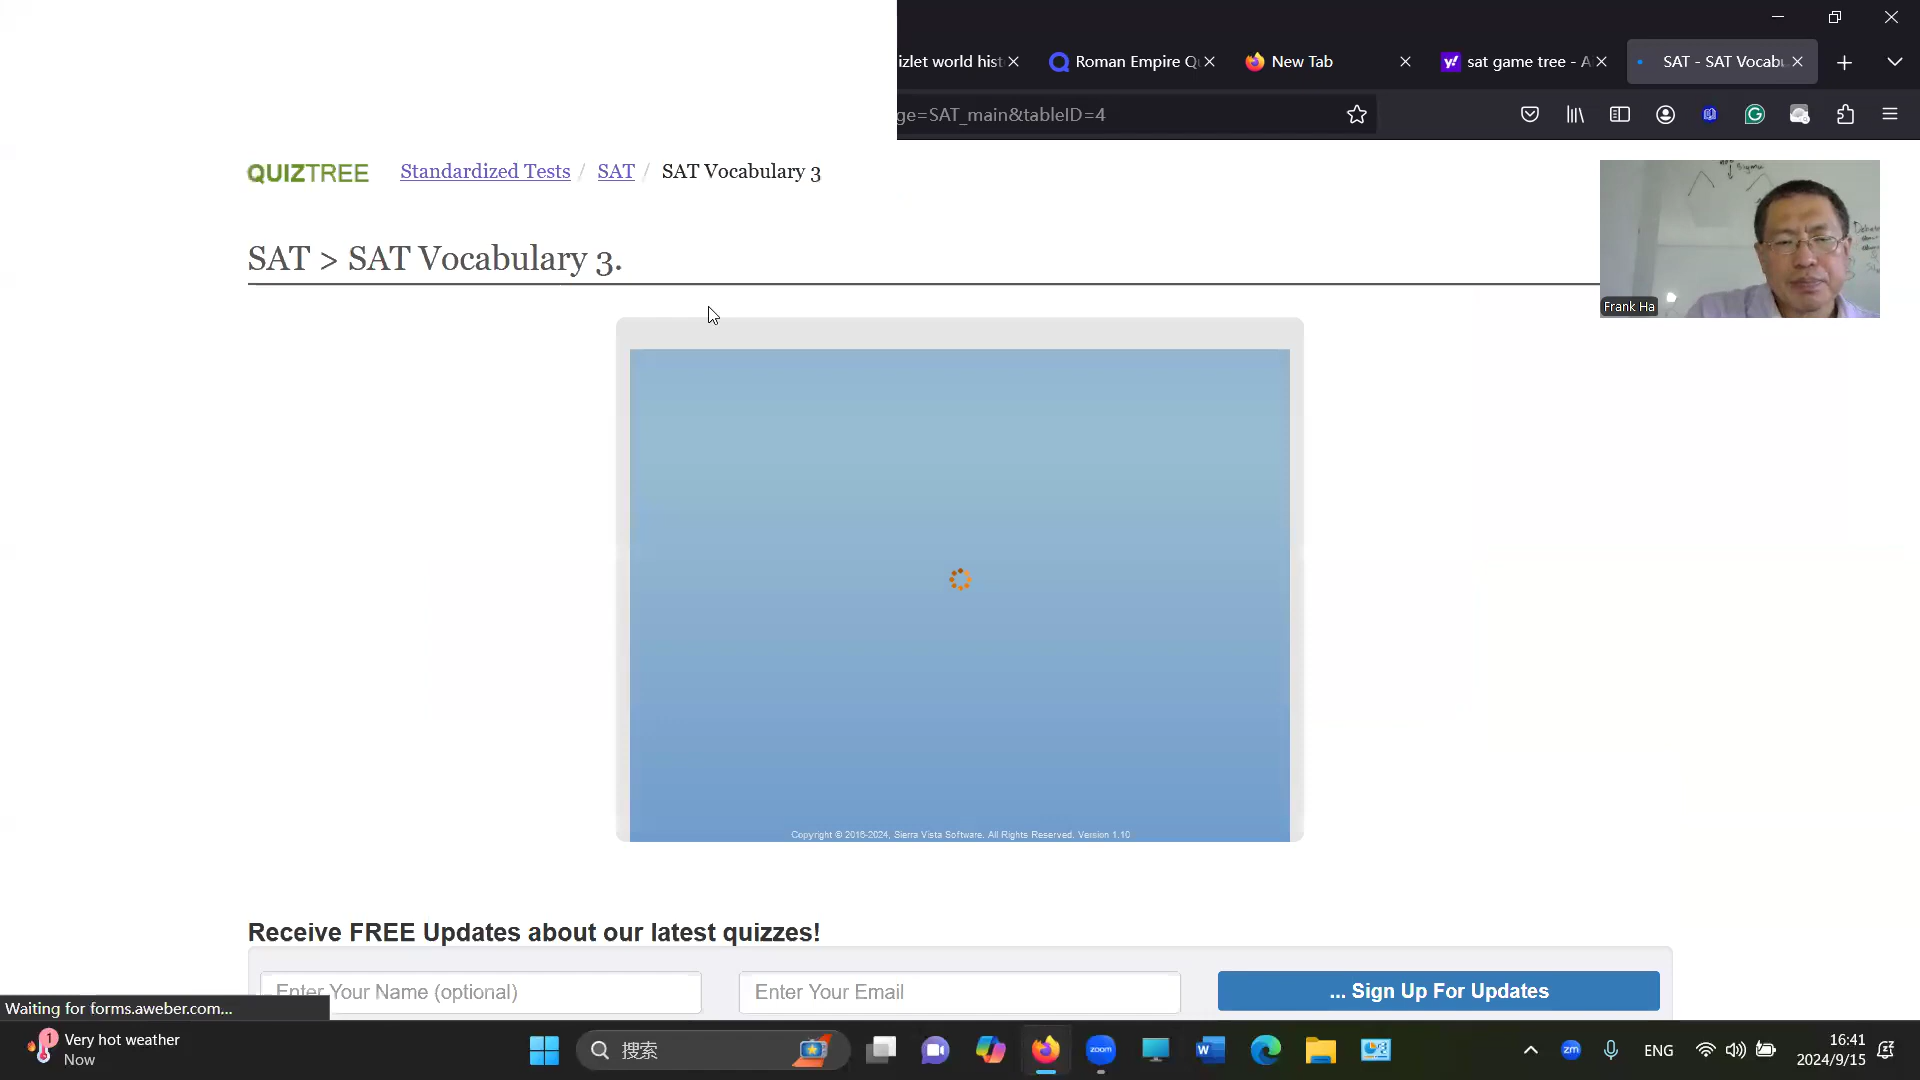 izlet world hist
Roman Empire Qu
New Tab
sat game tree - A
SAT - SAT Vocabu
ge=SAT_main&tableID=4
QUIZTREE
Standardized Tests / SAT / SAT Vocabulary 3
SAT > SAT Vocabulary 3.
Frank Ha
Copyright © 2016-2024, Sierra Vista Software. All Rights Reserved. Version 1.10
Receive FREE Updates about our latest quizzes!
Enter Your Name (optional)
Enter Your Email
... Sign Up For Updates
Waiting for forms.aweber.com...
1
Very hot weather
Now
搜索
zoom
W
zm
ENG
16:41
2024/9/15